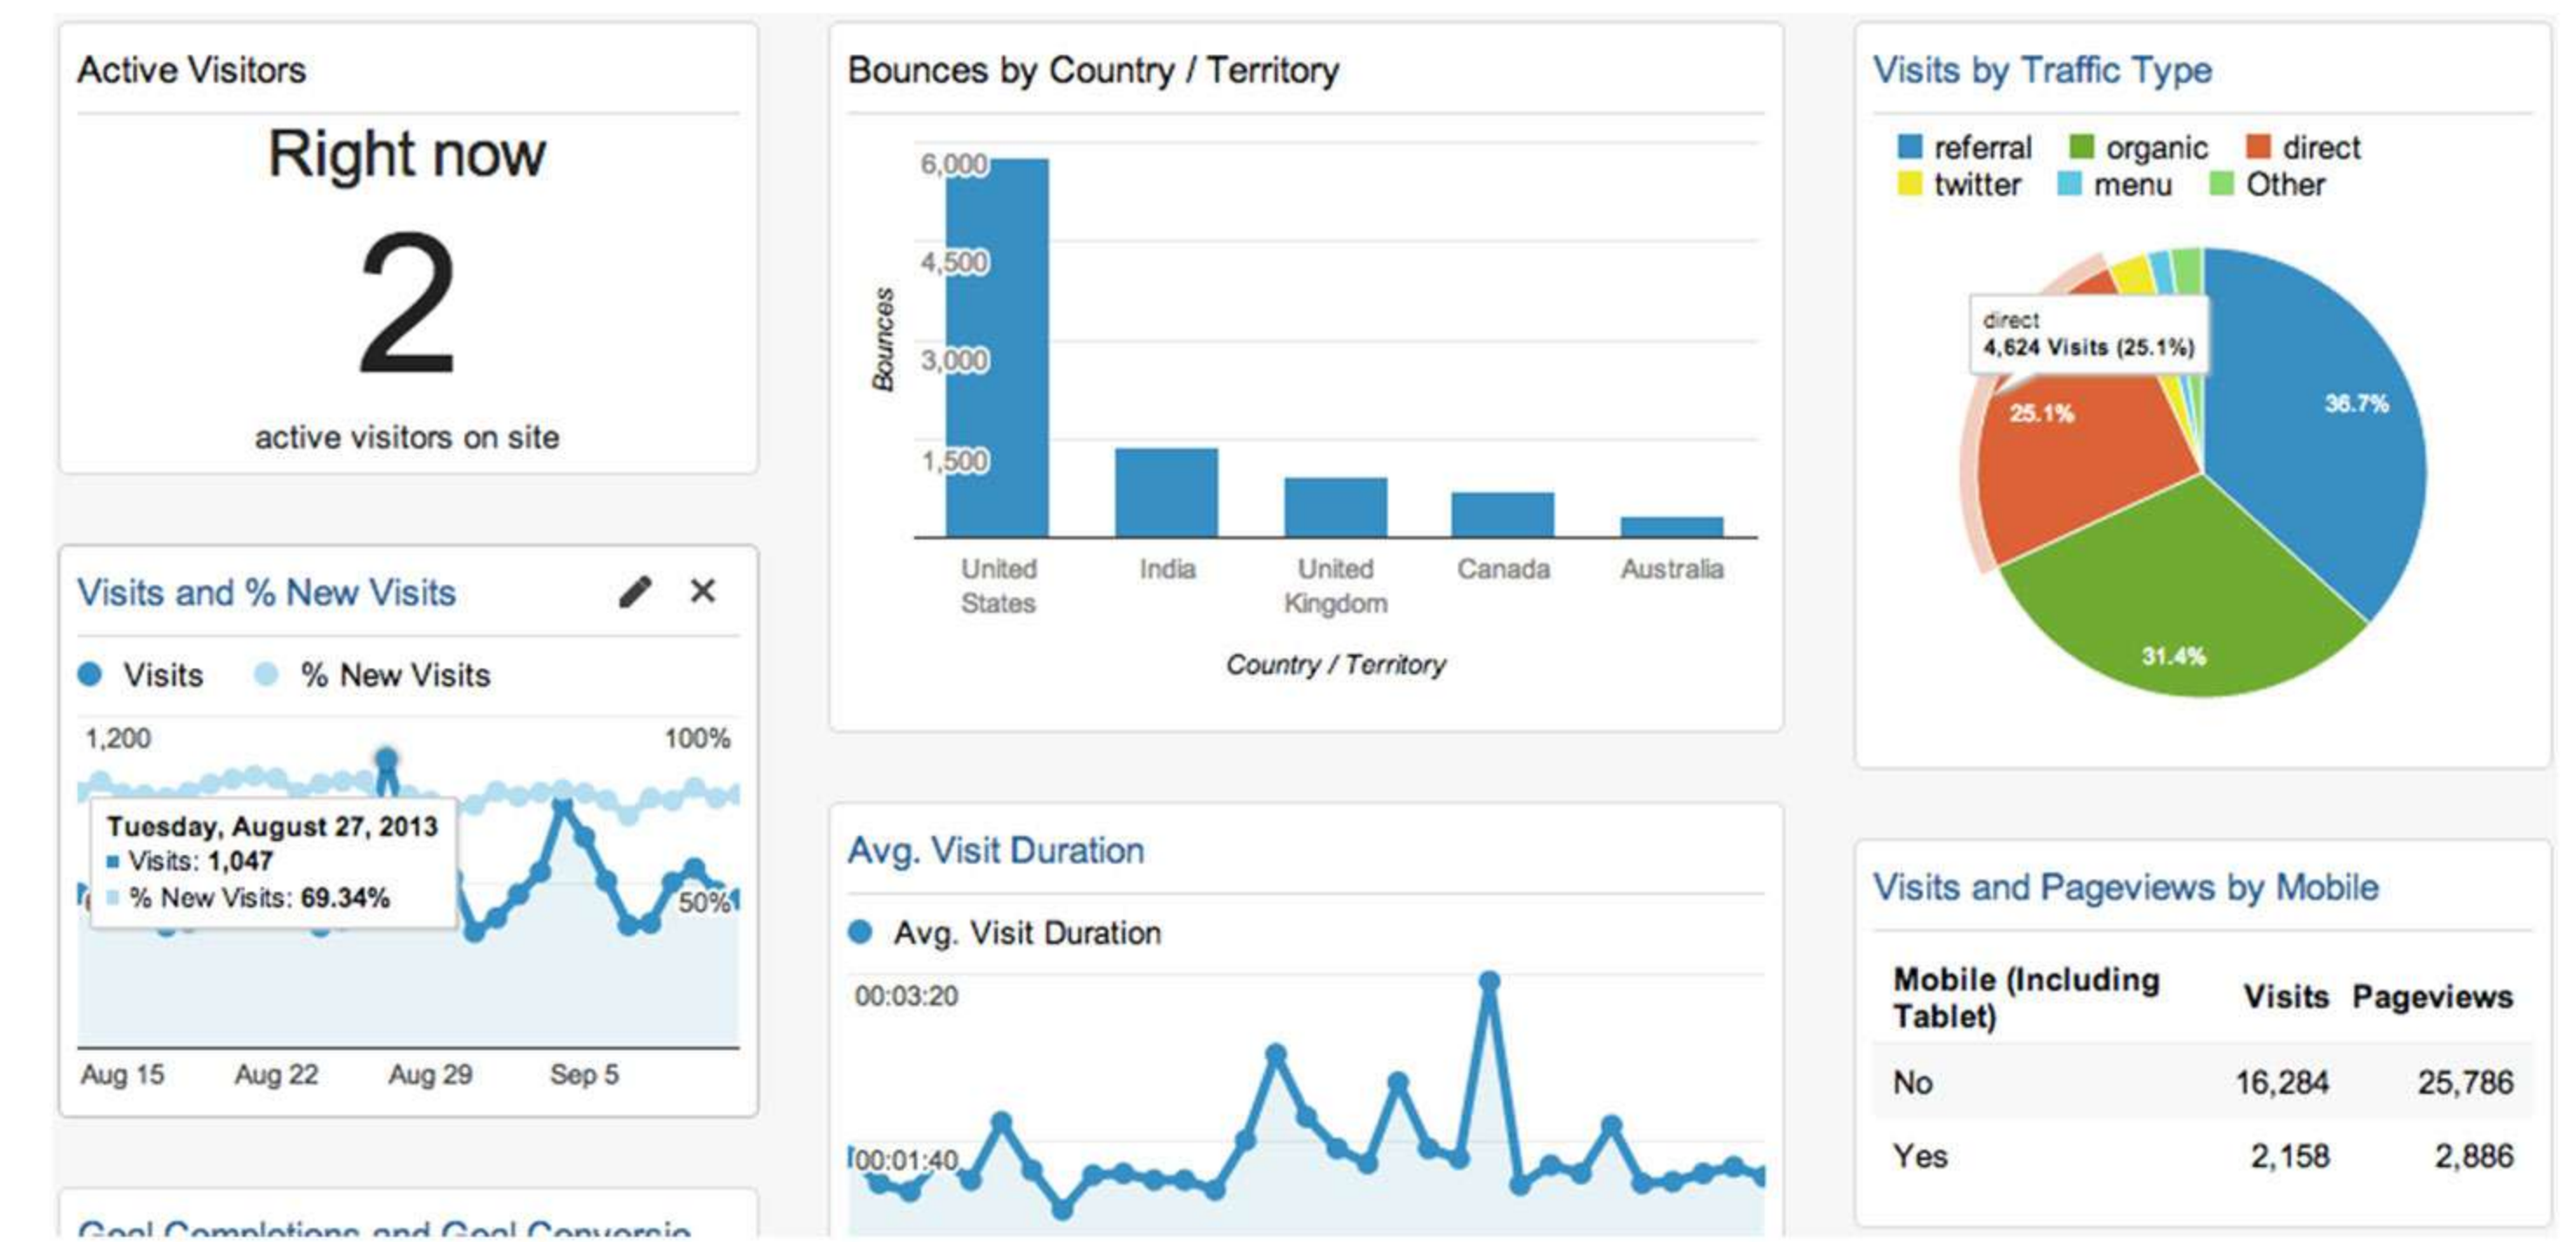 Active Visitors
Right now
2
active visitors on site
Visits and % New Visits
Visits % New Visits
1,200 100%
Tuesday, August 27, 2013
Visits: 1,047
% New Visits: 69.34%
50%
Aug 15 Aug 22 Aug 29 Sep 5
Goal Completions and Goal Conversio
Bounces by Country / Territory
Bounces
6,000
4,500
3,000
1,500
United States
India
United Kingdom
Canada
Australia
Country / Territory
Avg. Visit Duration
Avg. Visit Duration
00:03:20
00:01:40
Visits by Traffic Type
referral organic direct
twitter menu Other
direct
4,624 Visits (25.1%)
25.1%
36.7%
31.4%
Visits and Pageviews by Mobile
Mobile (Including Tablet) Visits Pageviews
No 16,284 25,786
Yes 2,158 2,886